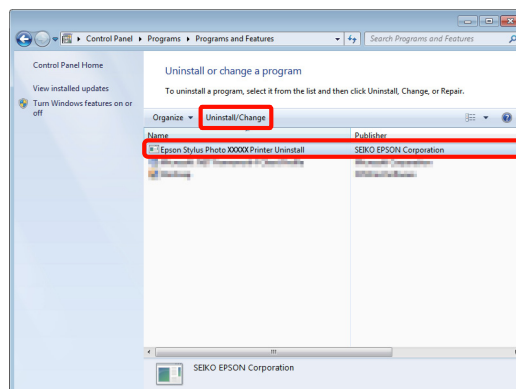 Control Panel ▸ Programs ▸ Programs and Features
Search Programs and Features
Control Panel Home
View installed updates
Turn Windows features on or
off
Uninstall or change a program
To uninstall a program, select it from the list and then click Uninstall, Change, or Repair.
Organize
Uninstall/Change
Name
Publisher
Epson Stylus Photo XXXXX Printer Uninstall
SEIKO EPSON Corporation
SEIKO EPSON Corporation